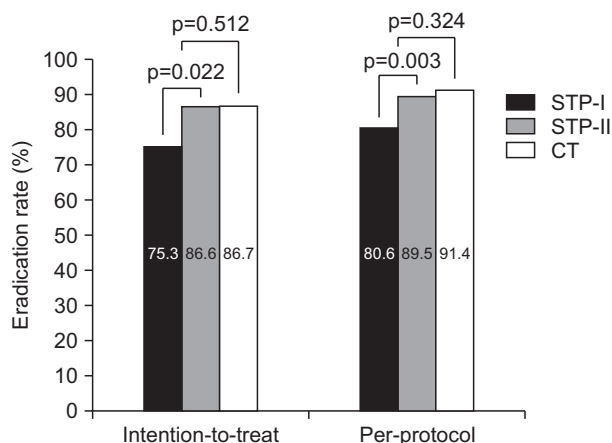 p=0.512
p=0.324
p=0.022
p=0.003
STP-I
STP-II
CT
Eradication rate (%)
100
90
80
70
60
50
40
30
20
10
0
75.3 86.6 86.7
80.6 89.5 91.4
Intention-to-treat
Per-protocol